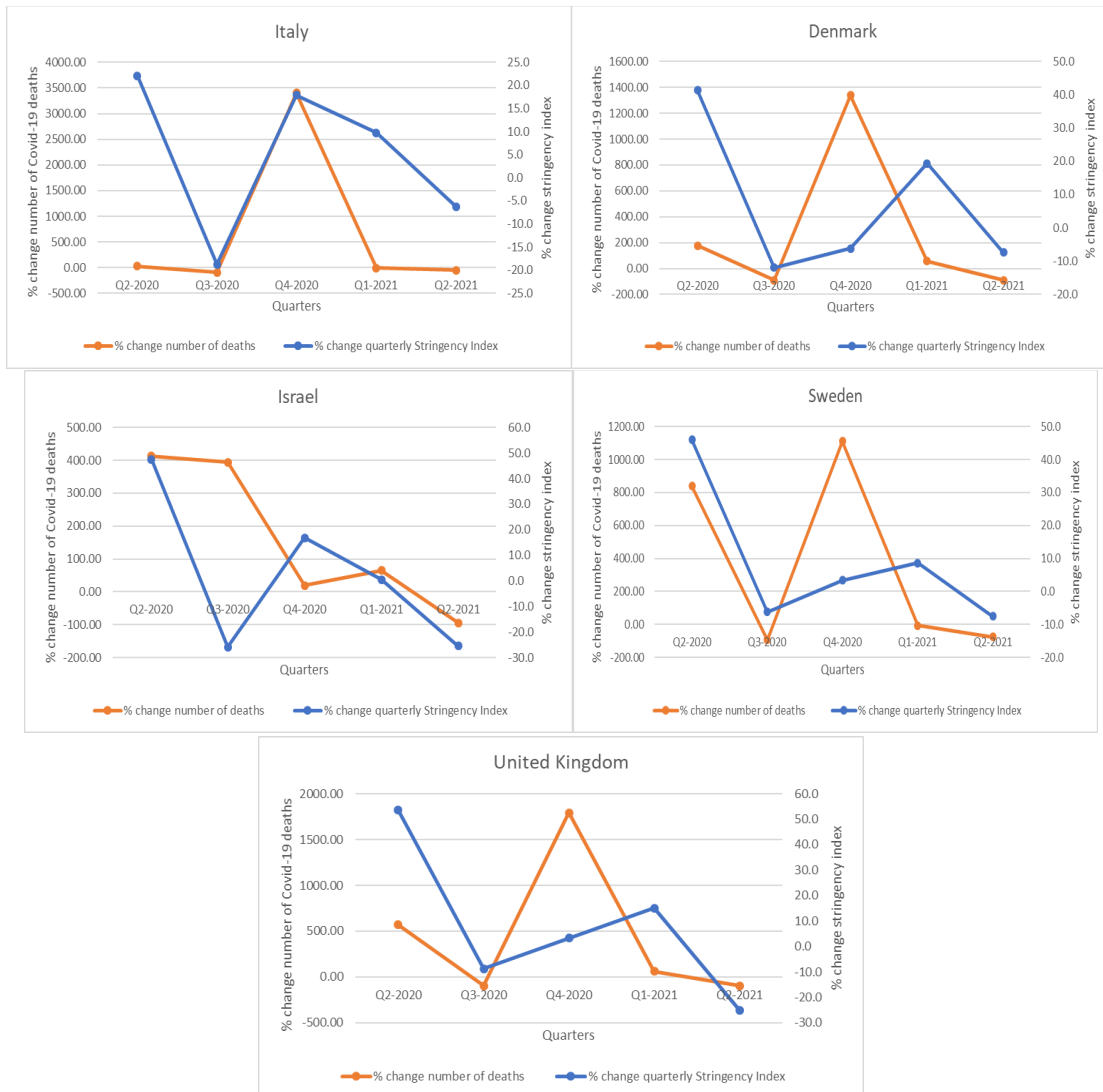 Italy
% change number of Covid-19 deaths
4000.00
3500.00
3000.00
2500.00
2000.00
1500.00
1000.00
500.00
0.00
-500.00
25.0
20.0
15.0
10.0
5.0
0.0
-5.0
-10.0
-15.0
-20.0
-25.0
% change stringency index
Q2-2020 Q3-2020 Q4-2020 Q1-2021 Q2-2021
Quarters
% change number of deaths % change quarterly Stringency Index
Denmark
% change number of Covid-19 deaths
1600.00
1400.00
1200.00
1000.00
800.00
600.00
400.00
200.00
0.00
-200.00
50.0
40.0
30.0
20.0
10.0
0.0
-10.0
-20.0
% change stringency index
Q2-2020 Q3-2020 Q4-2020 Q1-2021 Q2-2021
Quarters
% change number of deaths % change quarterly Stringency Index
Israel
% change number of Covid-19 deaths
500.00
400.00
300.00
200.00
100.00
0.00
-100.00
-200.00
60.0
50.0
40.0
30.0
20.0
10.0
0.0
-10.0
-20.0
-30.0
% change stringency index
Q2-2020 Q3-2020 Q4-2020 Q1-2021 Q2-2021
Quarters
% change number of deaths % change quarterly Stringency Index
Sweden
% change number of Covid-19 deaths
1200.00
1000.00
800.00
600.00
400.00
200.00
0.00
-200.00
50.0
40.0
30.0
20.0
10.0
0.0
-10.0
-20.0
% change stringency index
Q2-2020 Q3-2020 Q4-2020 Q1-2021 Q2-2021
Quarters
% change number of deaths % change quarterly Stringency Index
United Kingdom
% change number of Covid-19 deaths
2000.00
1500.00
1000.00
500.00
0.00
-500.00
60.0
50.0
40.0
30.0
20.0
10.0
0.0
-10.0
-20.0
-30.0
% change stringency index
Q2-2020 Q3-2020 Q4-2020 Q1-2021 Q2-2021
Quarters
% change number of deaths % change quarterly Stringency Index